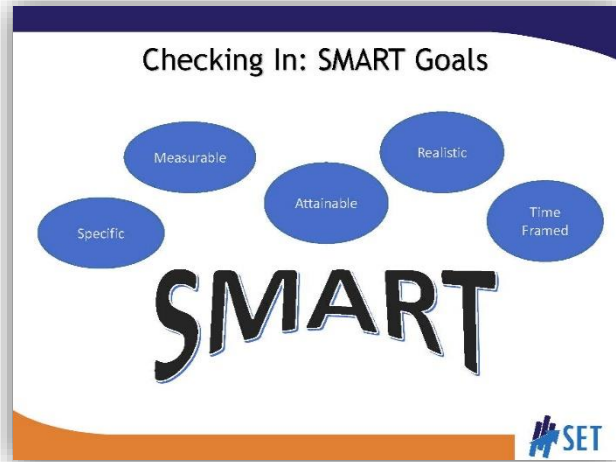 Checking In: SMART Goals
Specific
Measurable
Attainable
Realistic
Time
Framed
SMART
SET